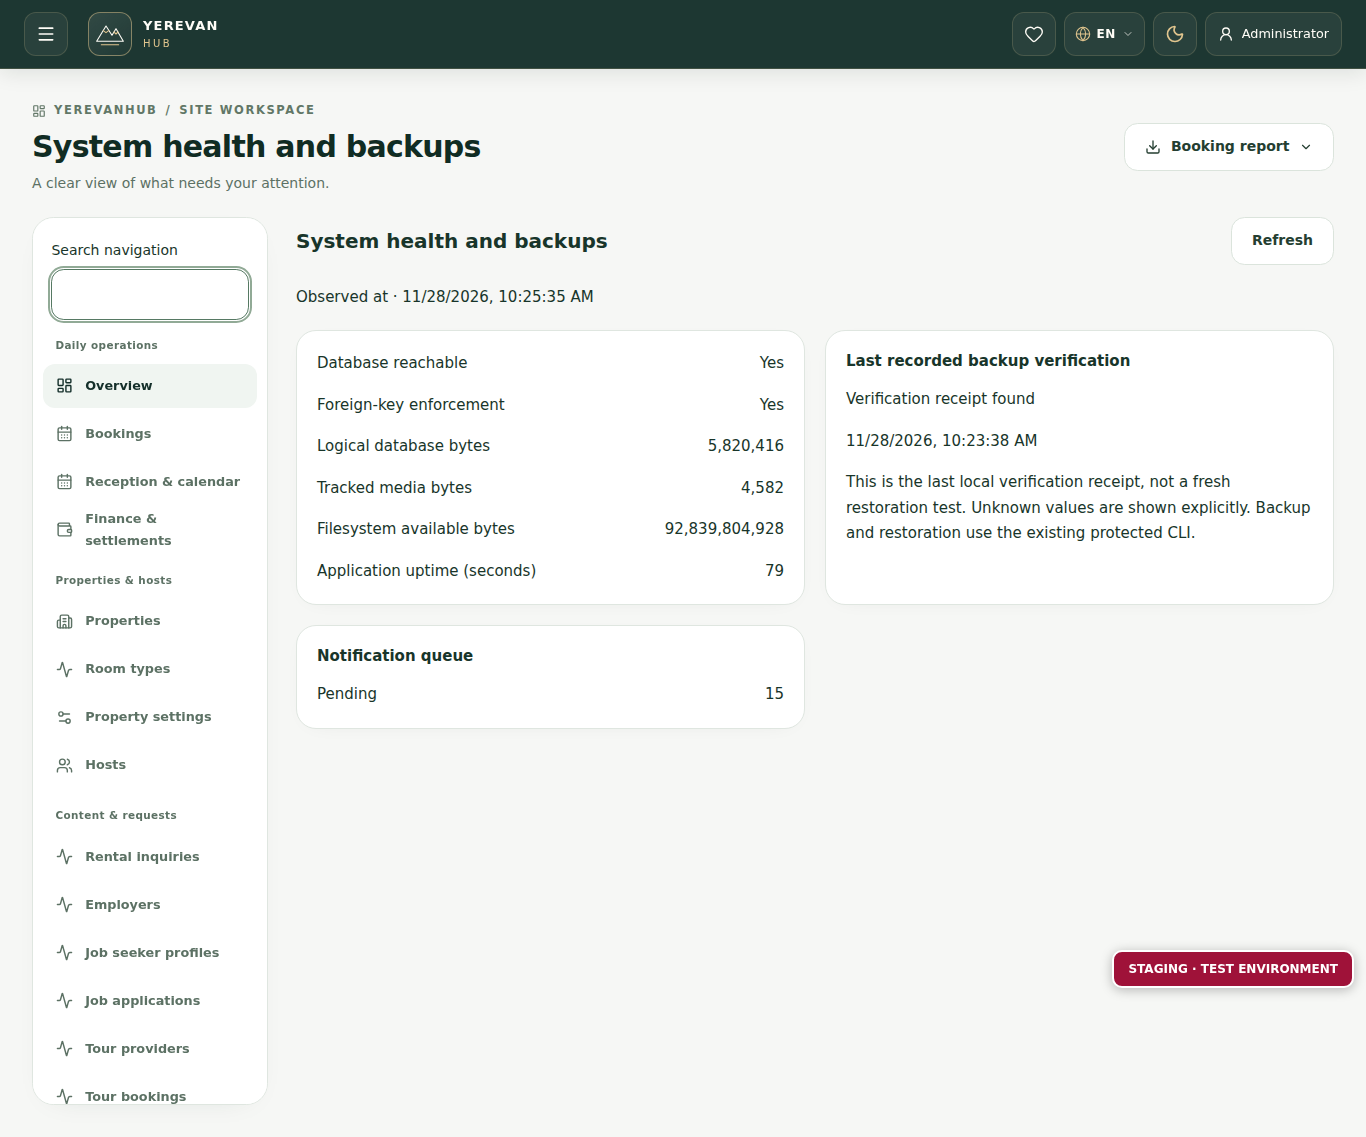 YEREVAN
HUB
EN
Administrator
YEREVANHUB / SITE WORKSPACE
System health and backups
A clear view of what needs your attention.
Booking report
Search navigation
Daily operations
Overview
Bookings
Reception & calendar
Finance &
settlements
Properties & hosts
Properties
Room types
Property settings
Hosts
Content & requests
Rental inquiries
Employers
Job seeker profiles
Job applications
Tour providers
Tour bookings
System health and backups
Refresh
Observed at · 11/28/2026, 10:25:35 AM
Database reachable Yes
Foreign-key enforcement Yes
Logical database bytes 5,820,416
Tracked media bytes 4,582
Filesystem available bytes 92,839,804,928
Application uptime (seconds) 79
Last recorded backup verification
Verification receipt found
11/28/2026, 10:23:38 AM
This is the last local verification receipt, not a fresh
restoration test. Unknown values are shown explicitly. Backup
and restoration use the existing protected CLI.
Notification queue
Pending 15
STAGING · TEST ENVIRONMENT